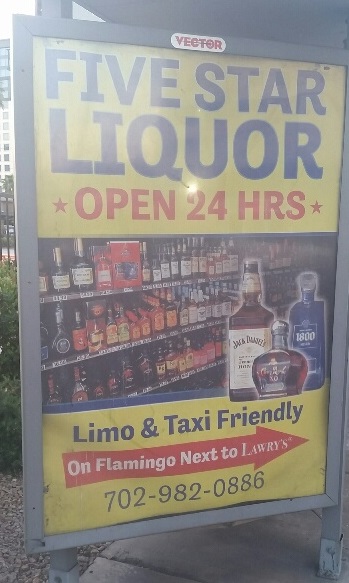 VECTOR
FIVE STAR
LIQUOR
★ OPEN 24 HRS ★
JACK DANIEL'S
1800
Limo & Taxi Friendly
On Flamingo Next to LAWRY'S
702-982-0886